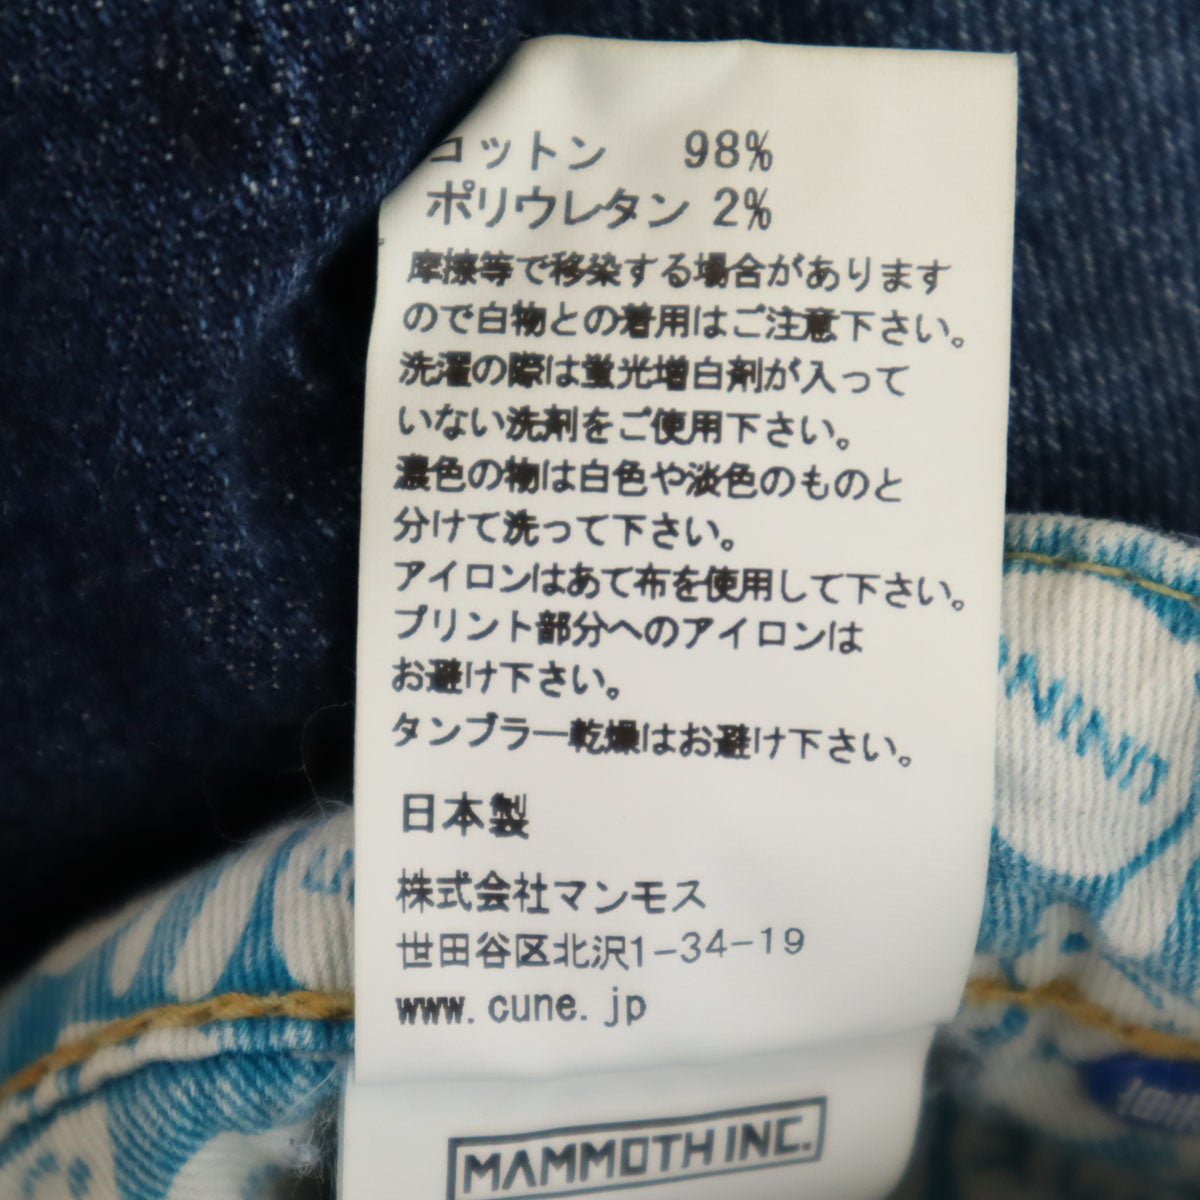 コットン 98%
ポリウレタン 2%
摩擦等で移染する場合があります
ので白物との着用はご注意下さい。
洗濯の際は蛍光増白剤が入って
いない洗剤をご使用下さい。
濃色の物は白色や淡色のものと
分けて洗って下さい。
アイロンはあて布を使用して下さい。
プリント部分へのアイロンは
お避け下さい。
タンブラー乾燥はお避け下さい。
日本製
株式会社マンモス
世田谷区北沢1-34-19
www.cune.jp
MAMMOTH INC.